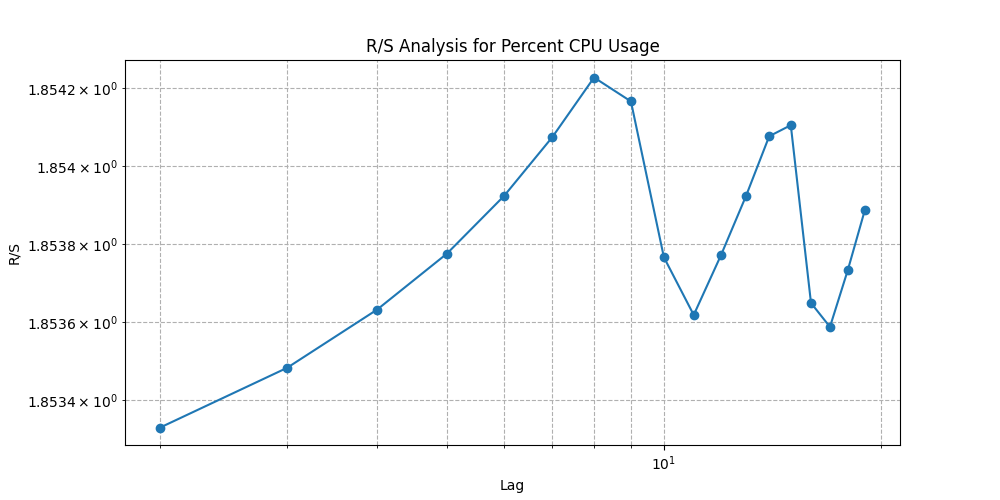 R/S Analysis for Percent CPU Usage
1.8542 × 10⁰
1.854 × 10⁰
1.8538 × 10⁰
1.8536 × 10⁰
1.8534 × 10⁰
R/S
10¹
Lag